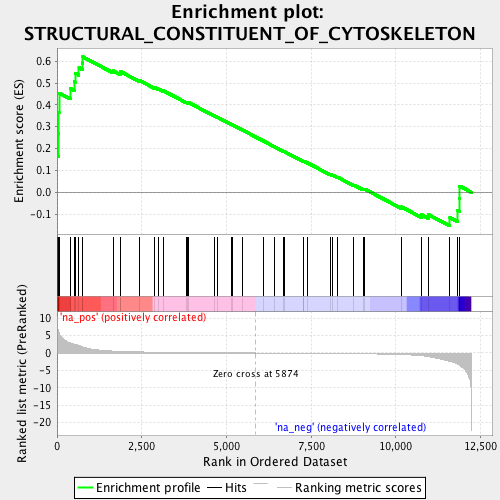 Enrichment plot:
STRUCTURAL_CONSTITUENT_OF_CYTOSKELETON
Enrichment score (ES)
0.6
0.5
0.4
0.3
0.2
0.1
0.0
-0.1
'na_pos' (positively correlated)
Ranked list metric (PreRanked)
10
5
0
-5
-10
-15
-20
Zero cross at 5874
'na_neg' (negatively correlated)
0
2,500
5,000
7,500
10,000
12,500
Rank in Ordered Dataset
Enrichment profile
Hits
Ranking metric scores